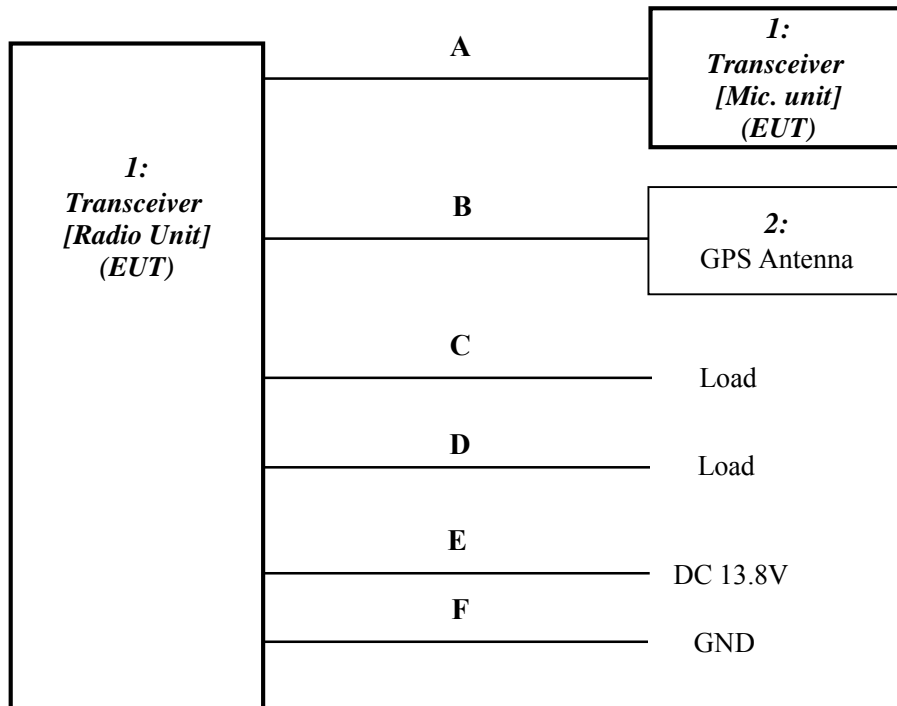 A
1:
Transceiver
[Mic. unit]
(EUT)
1:
Transceiver
[Radio Unit]
(EUT)
B
2:
GPS Antenna
C
Load
D
Load
E
DC 13.8V
F
GND